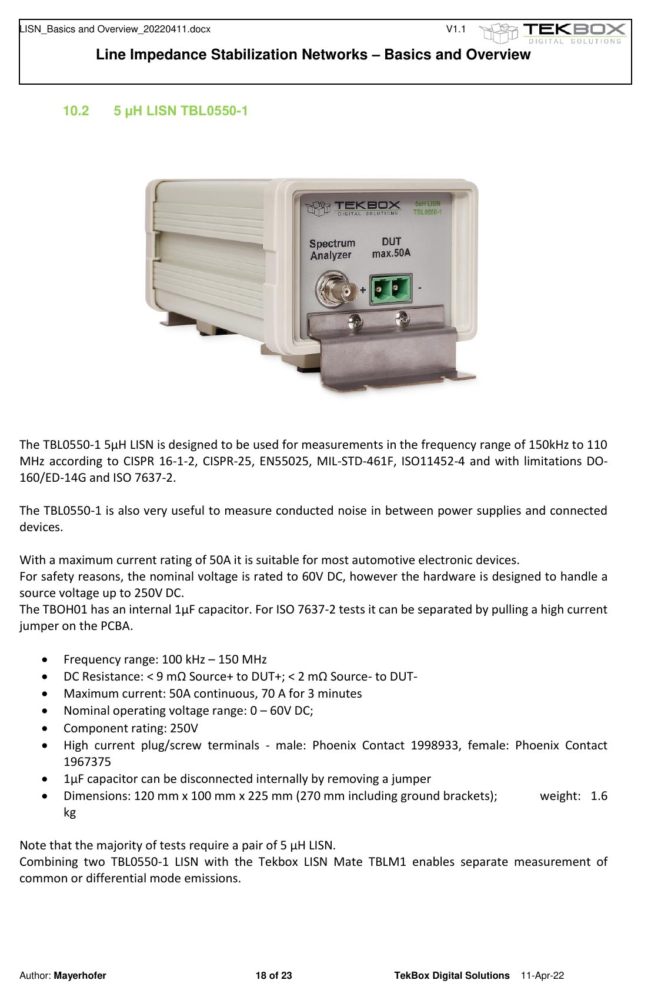 LISN_Basics and Overview_20220411.docx V1.1 TEKBOX
DIGITAL SOLUTIONS
Line Impedance Stabilization Networks – Basics and Overview
10.2 5 µH LISN TBL0550-1
TEKBOX
DIGITAL SOLUTIONS
5uH LISN
TBL0550-1
Spectrum
Analyzer
DUT
max.50A
+ -
The TBL0550-1 5µH LISN is designed to be used for measurements in the frequency range of 150kHz to 110
MHz according to CISPR 16-1-2, CISPR-25, EN55025, MIL-STD-461F, ISO11452-4 and with limitations DO-
160/ED-14G and ISO 7637-2.
The TBL0550-1 is also very useful to measure conducted noise in between power supplies and connected
devices.
With a maximum current rating of 50A it is suitable for most automotive electronic devices.
For safety reasons, the nominal voltage is rated to 60V DC, however the hardware is designed to handle a
source voltage up to 250V DC.
The TBOH01 has an internal 1µF capacitor. For ISO 7637-2 tests it can be separated by pulling a high current
jumper on the PCBA.
• Frequency range: 100 kHz – 150 MHz
• DC Resistance: < 9 mΩ Source+ to DUT+; < 2 mΩ Source- to DUT-
• Maximum current: 50A continuous, 70 A for 3 minutes
• Nominal operating voltage range: 0 – 60V DC;
• Component rating: 250V
• High current plug/screw terminals - male: Phoenix Contact 1998933, female: Phoenix Contact
1967375
• 1µF capacitor can be disconnected internally by removing a jumper
• Dimensions: 120 mm x 100 mm x 225 mm (270 mm including ground brackets); weight: 1.6
kg
Note that the majority of tests require a pair of 5 µH LISN.
Combining two TBL0550-1 LISN with the Tekbox LISN Mate TBLM1 enables separate measurement of
common or differential mode emissions.
Author: Mayerhofer 18 of 23 TekBox Digital Solutions 11-Apr-22